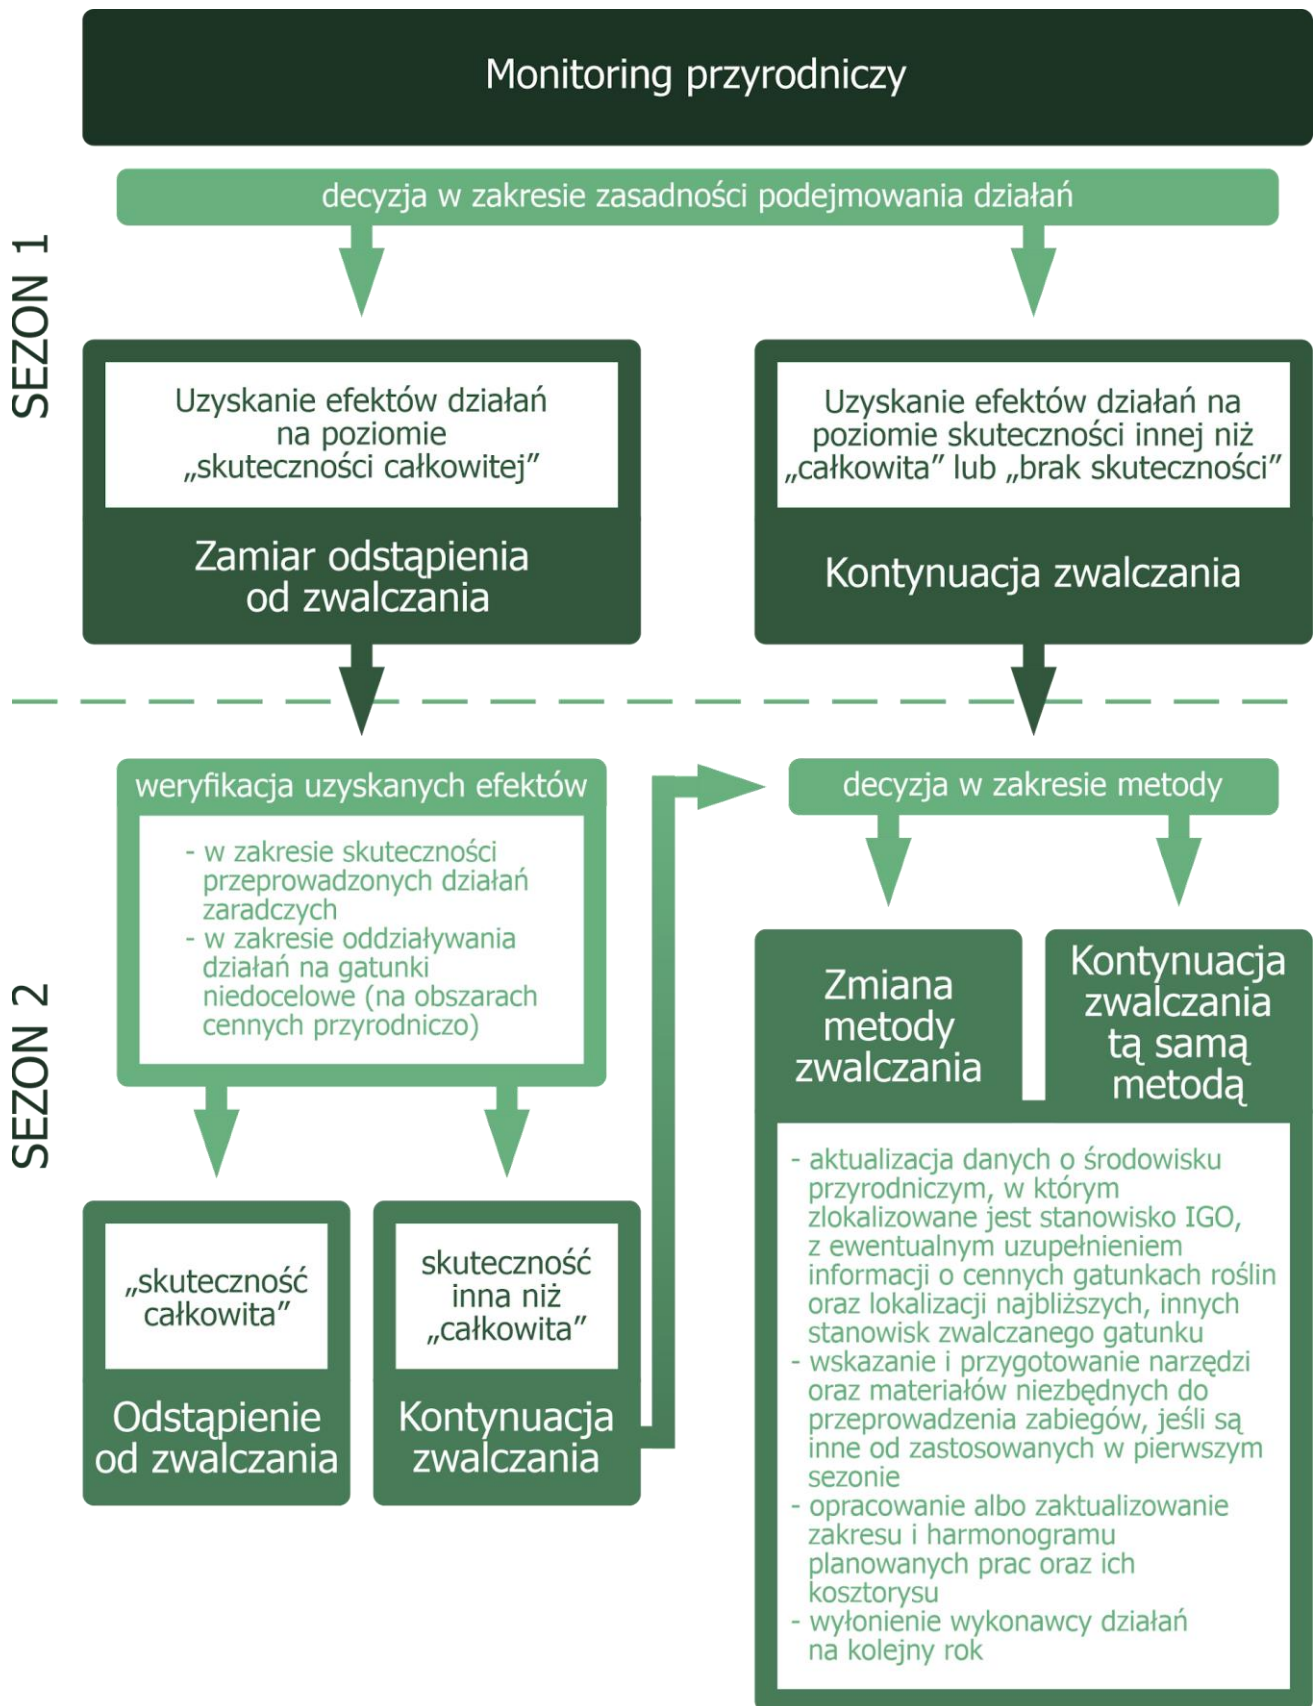 Monitoring przyrodniczy
decyzja w zakresie zasadności podejmowania działań
SEZON 1
Uzyskanie efektów działań
na poziomie
„skuteczności całkowitej”
Zamiar odstąpienia
od zwalczania
Uzyskanie efektów działań na
poziomie skuteczności innej niż
„całkowita” lub „brak skuteczności”
Kontynuacja zwalczania
SEZON 2
weryfikacja uzyskanych efektów
- w zakresie skuteczności
przeprowadzonych działań
zaradczych
- w zakresie oddziaływania
działań na gatunki
niedocelowe (na obszarach
cennych przyrodniczo)
„skuteczność
całkowita”
Odstąpienie
od zwalczania
skuteczność
inna niż
„całkowita”
Kontynuacja
zwalczania
decyzja w zakresie metody
Zmiana
metody
zwalczania
Kontynuacja
zwalczania
tą samą
metodą
- aktualizacja danych o środowisku
przyrodniczym, w którym
zlokalizowane jest stanowisko IGO,
z ewentualnym uzupełnieniem
informacji o cennych gatunkach roślin
oraz lokalizacji najbliższych, innych
stanowisk zwalczanego gatunku
- wskazanie i przygotowanie narzędzi
oraz materiałów niezbędnych do
przeprowadzenia zabiegów, jeśli są
inne od zastosowanych w pierwszym
sezonie
- opracowanie albo zaktualizowanie
zakresu i harmonogramu
planowanych prac oraz ich
kosztorysu
- wyłonienie wykonawcy działań
na kolejny rok